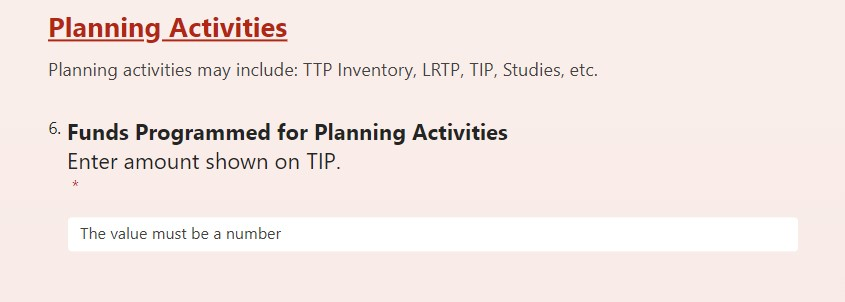 Planning Activities
Planning activities may include: TTP Inventory, LRTP, TIP, Studies, etc.
6. Funds Programmed for Planning Activities
Enter amount shown on TIP.
*
The value must be a number